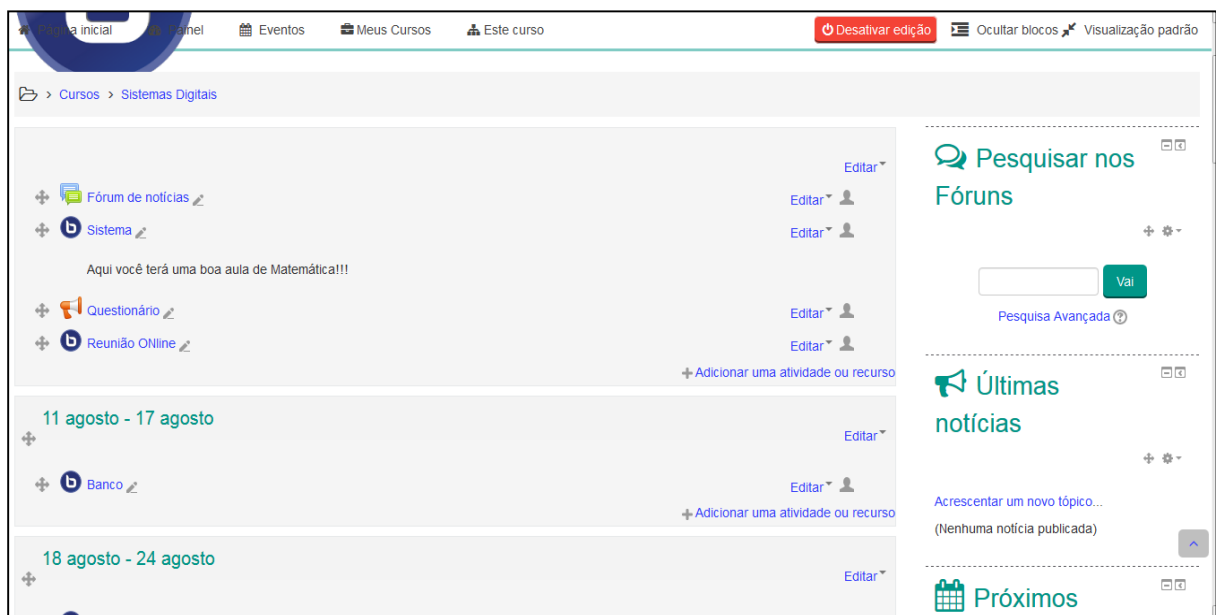 Página inicial Painel Eventos Meus Cursos Este curso Desativar edição Ocultar blocos Visualização padrão
> Cursos > Sistemas Digitais
Editar
Fórum de notícias Editar
Sistema Editar
Aqui você terá uma boa aula de Matemática!!!
Questionário Editar
Reunião ONline Editar
Adicionar uma atividade ou recurso
11 agosto - 17 agosto
Editar
Banco Editar
Adicionar uma atividade ou recurso
18 agosto - 24 agosto
Editar
Pesquisar nos
Fóruns
Vai
Pesquisa Avançada
Últimas
notícias
Acrescentar um novo tópico...
(Nenhuma notícia publicada)
Próximos